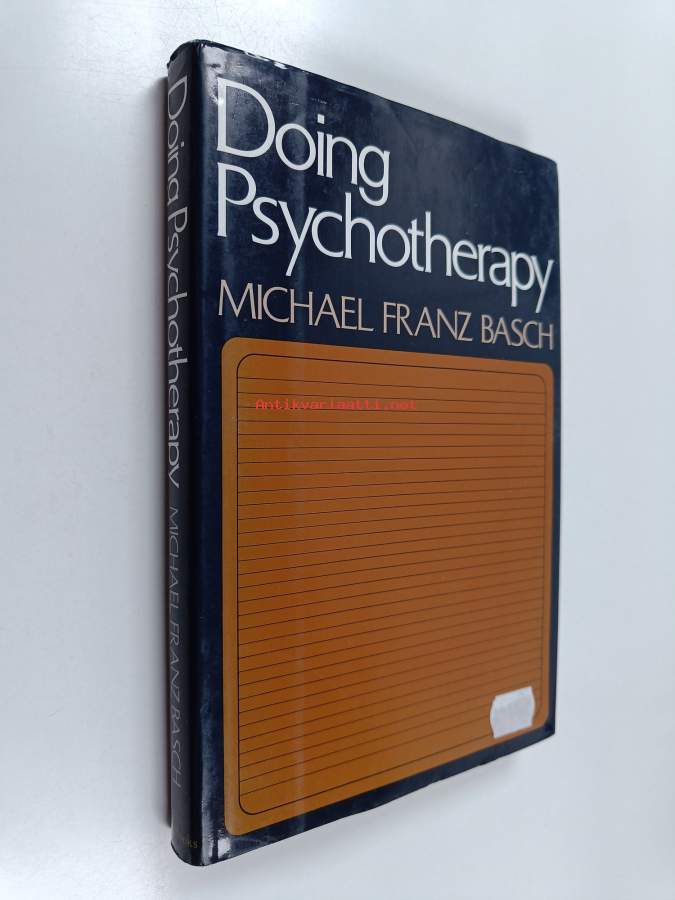 Doing
Psychotherapy
MICHAEL FRANZ BASCH
Antikvariaatti.net
Doing Psychotherapy MICHAEL FRANZ BASCH